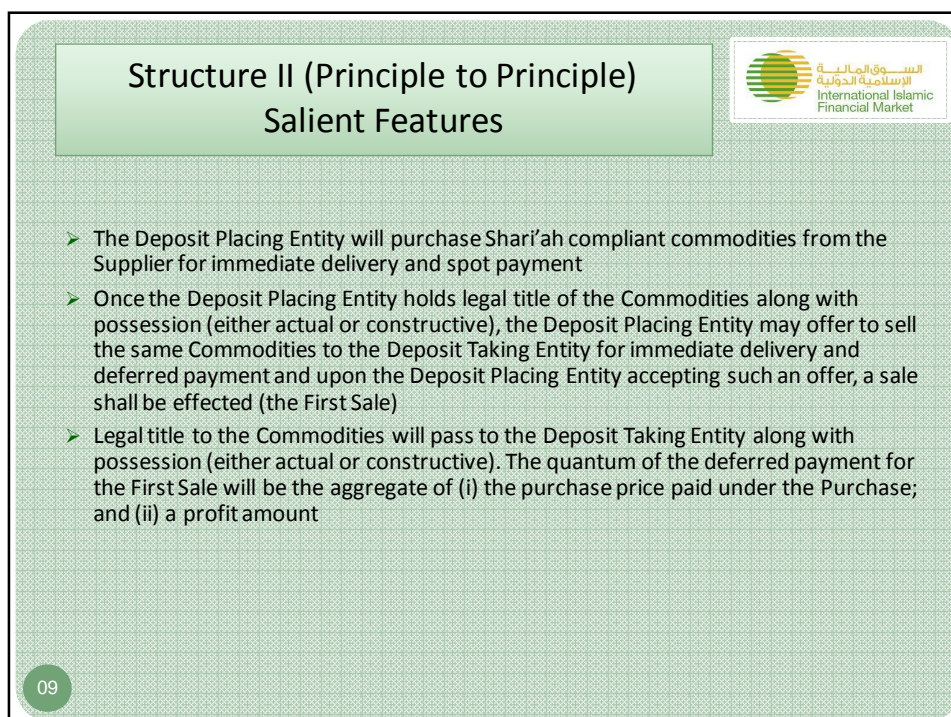 Structure II (Principle to Principle)
Salient Features
الســـوق المـاليــــة
الإسلامية الدولية
International Islamic
Financial Market
➢ The Deposit Placing Entity will purchase Shari’ah compliant commodities from the
Supplier for immediate delivery and spot payment
➢ Once the Deposit Placing Entity holds legal title of the Commodities along with
possession (either actual or constructive), the Deposit Placing Entity may offer to sell
the same Commodities to the Deposit Taking Entity for immediate delivery and
deferred payment and upon the Deposit Placing Entity accepting such an offer, a sale
shall be effected (the First Sale)
➢ Legal title to the Commodities will pass to the Deposit Taking Entity along with
possession (either actual or constructive). The quantum of the deferred payment for
the First Sale will be the aggregate of (i) the purchase price paid under the Purchase;
and (ii) a profit amount
09